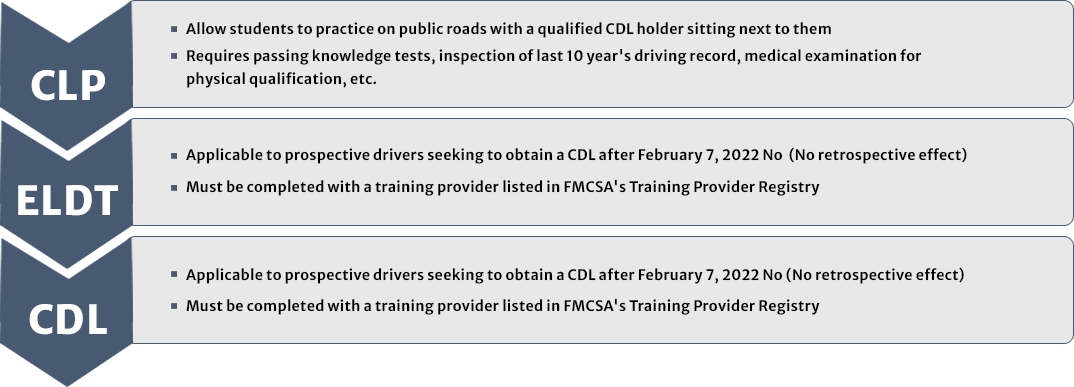 CLP
Allow students to practice on public roads with a qualified CDL holder sitting next to them
Requires passing knowledge tests, inspection of last 10 year's driving record, medical examination for
physical qualification, etc.
ELDT
Applicable to prospective drivers seeking to obtain a CDL after February 7, 2022 No (No retrospective effect)
Must be completed with a training provider listed in FMCSA's Training Provider Registry
CDL
Applicable to prospective drivers seeking to obtain a CDL after February 7, 2022 No (No retrospective effect)
Must be completed with a training provider listed in FMCSA's Training Provider Registry